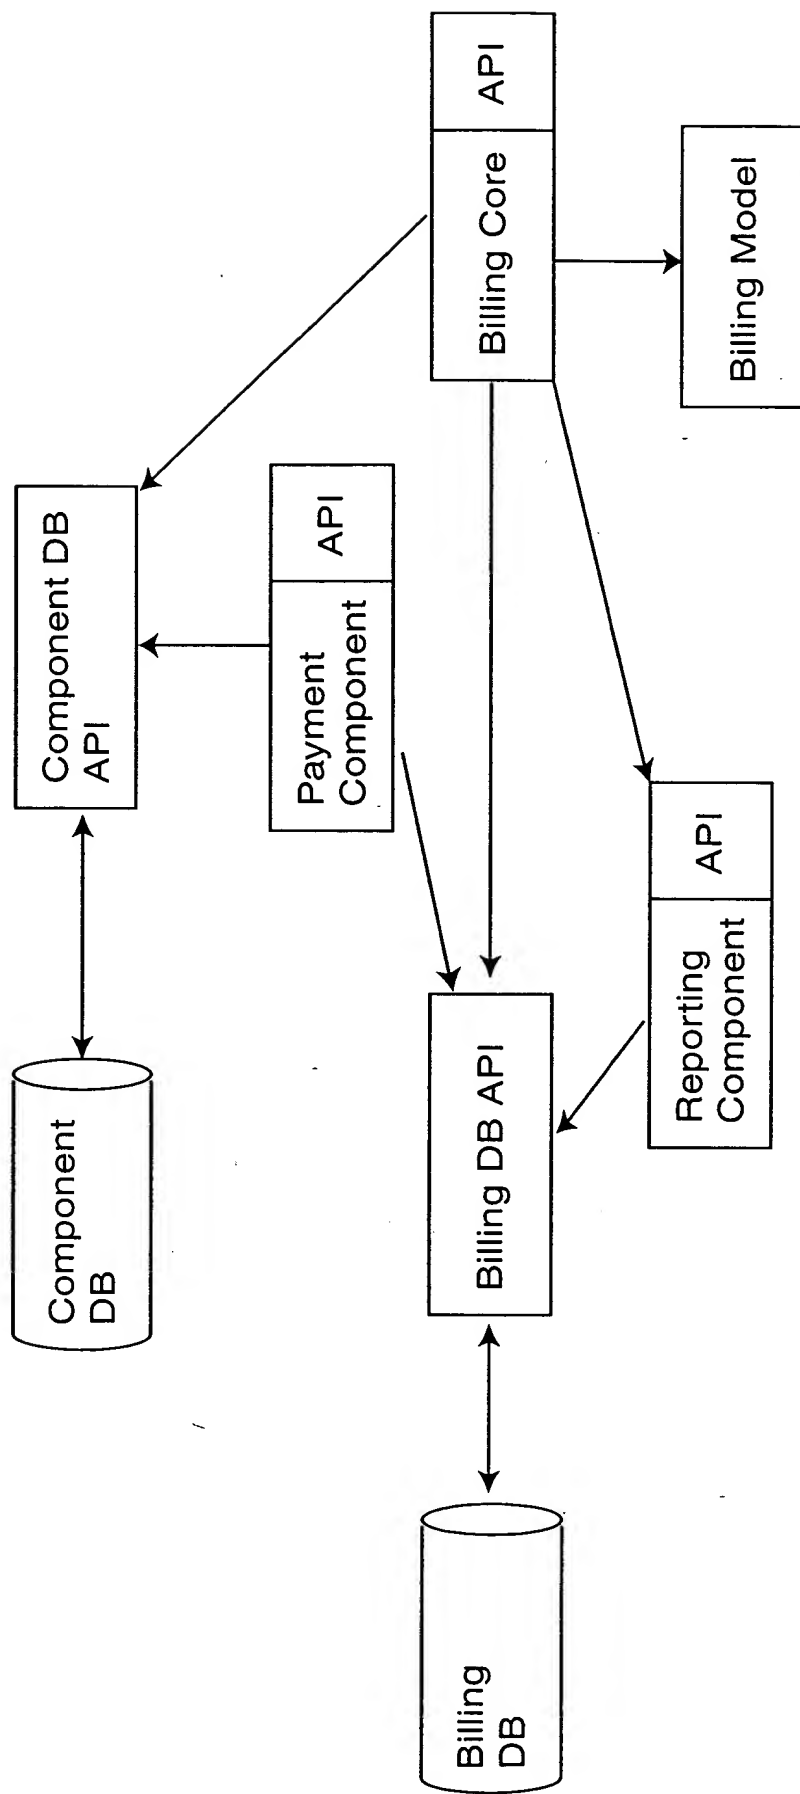 Component
DB
Component DB
API
Payment
Component
API
Billing
DB
Billing DB API
Billing Core
API
Reporting
Component
API
Billing Model